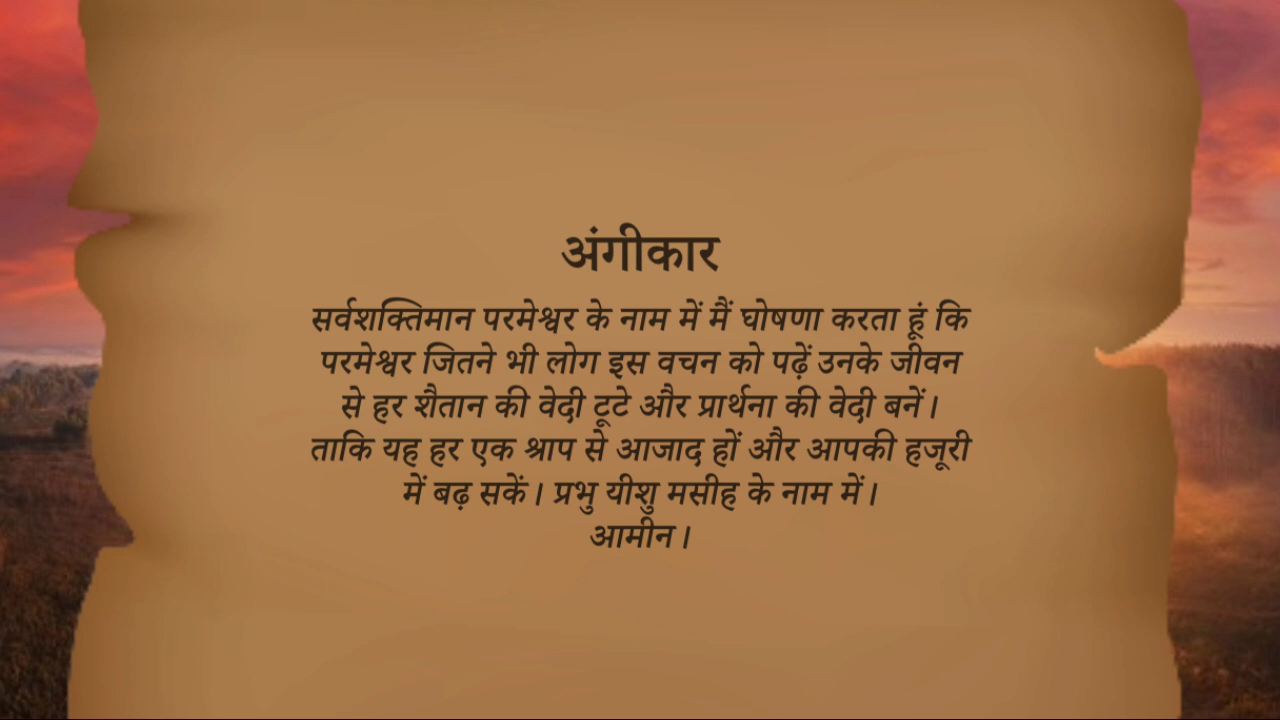 अंगीकार
सर्वशक्तिमान परमेश्वर के नाम में मैं घोषणा करता हूं कि
परमेश्वर जितने भी लोग इस वचन को पढ़ें उनके जीवन
से हर शैतान की वेदी टूटे और प्रार्थना की वेदी बनें।
ताकि यह हर एक श्राप से आजाद हों और आपकी हजूरी
में बढ़ सकें। प्रभु यीशु मसीह के नाम में।
आमीन।